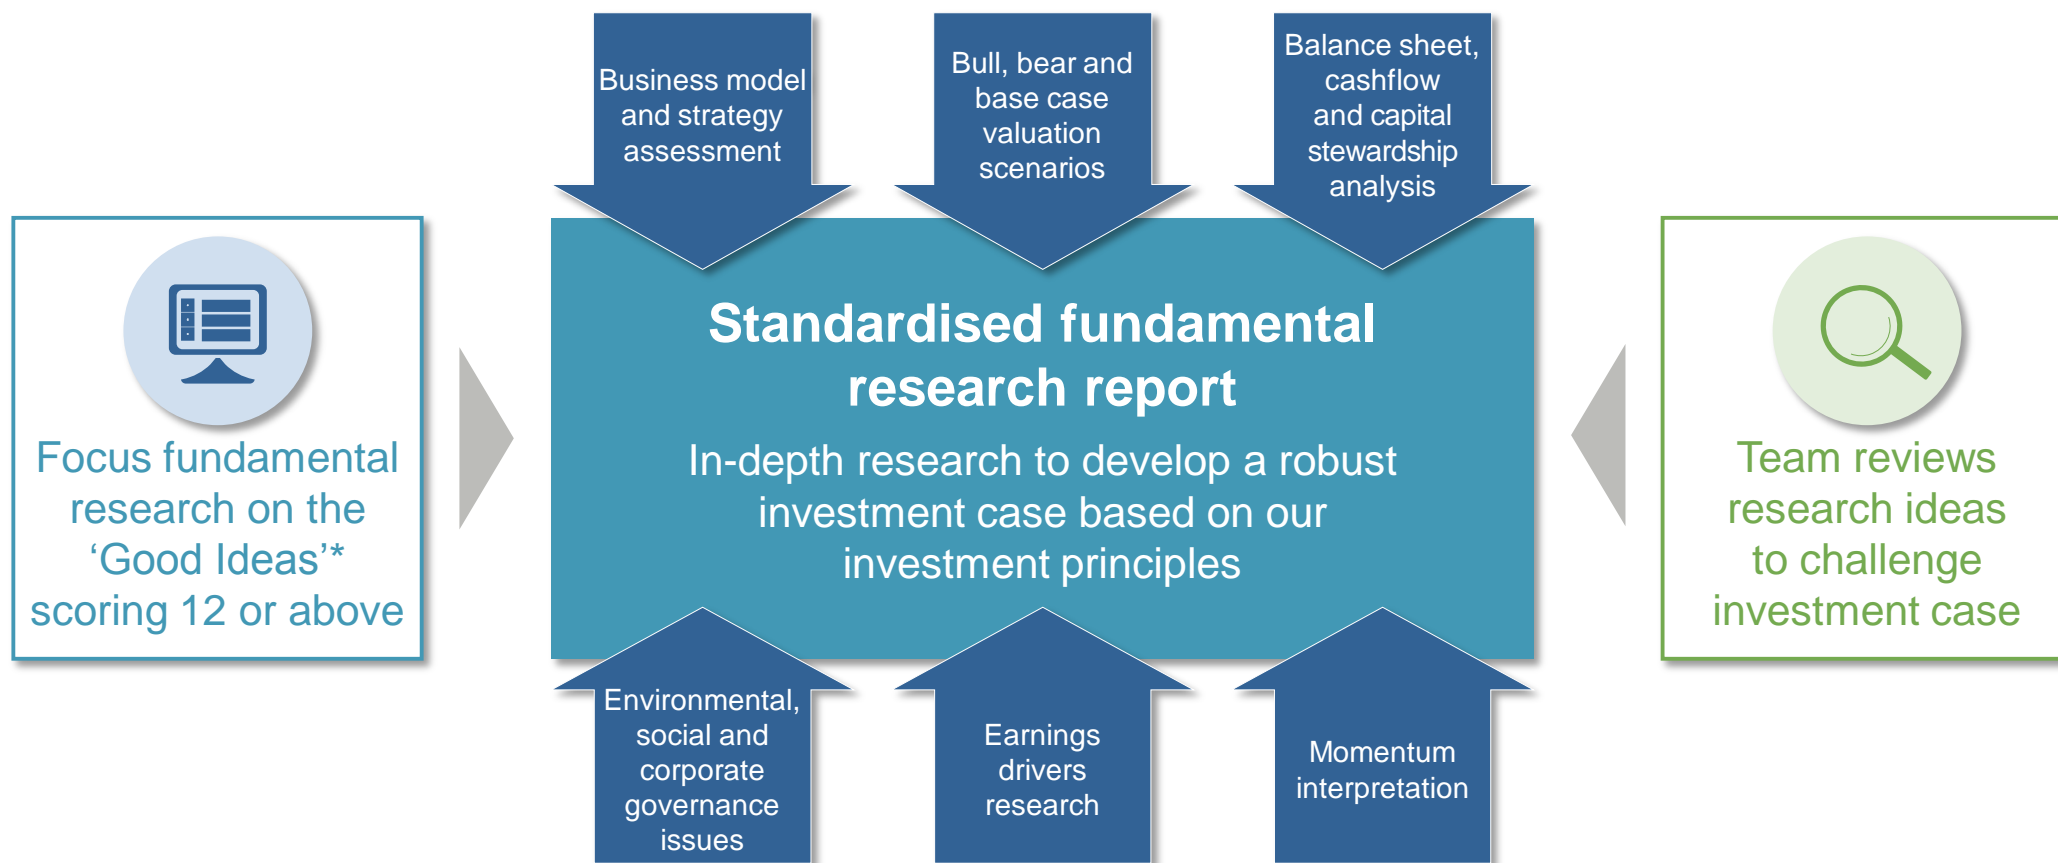 Business model
and strategy
assessment
Bull, bear and
base case
valuation
scenarios
Balance sheet,
cashflow
and capital
stewardship
analysis
Focus fundamental
research on the
‘Good Ideas’*
scoring 12 or above
Standardised fundamental
research report
In-depth research to develop a robust
investment case based on our
investment principles
Team reviews
research ideas
to challenge
investment case
Environmental,
social and
corporate
governance
issues
Earnings
drivers
research
Momentum
interpretation